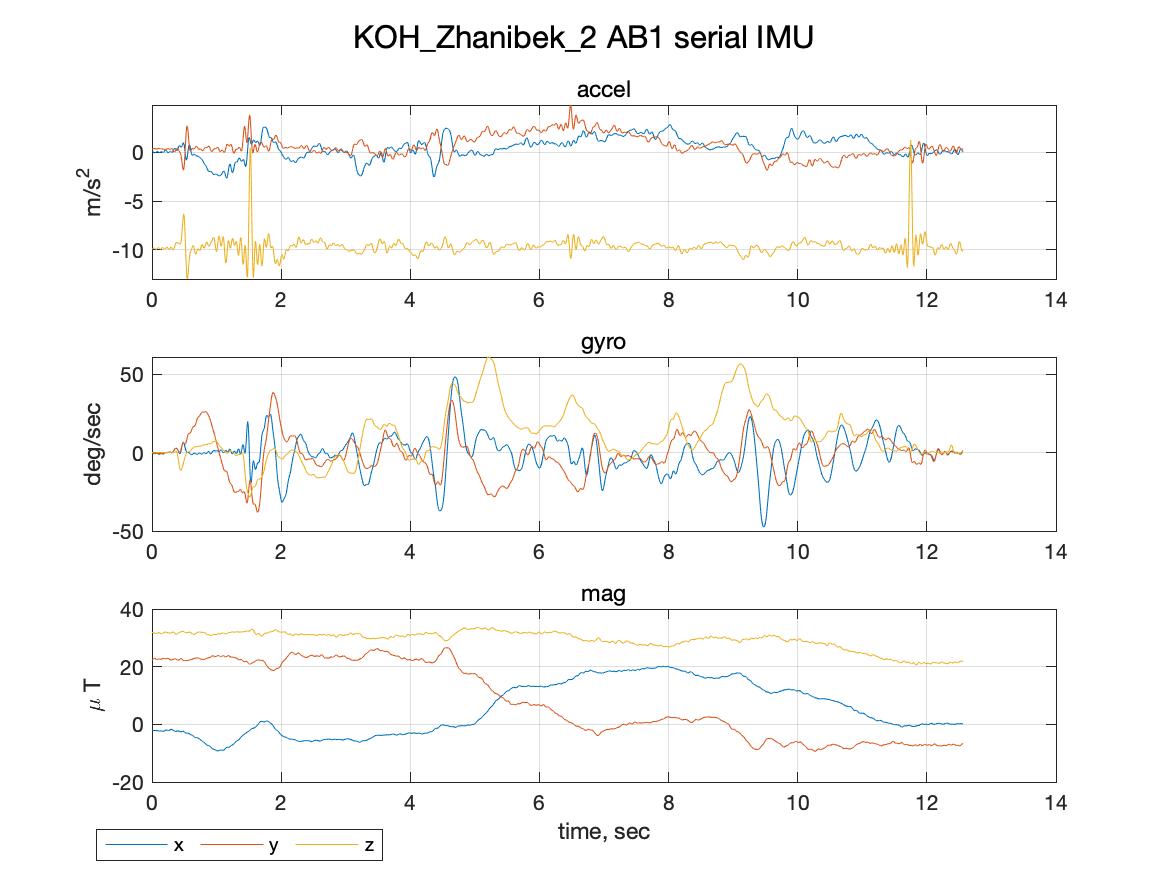 KOH_Zhanibek_2 AB1 serial IMU
accel
m/s²
0
-5
-10
0 2 4 6 8 10 12 14
gyro
deg/sec
50
0
-50
0 2 4 6 8 10 12 14
mag
μ T
40
20
0
-20
0 2 4 6 8 10 12 14
time, sec
x y z